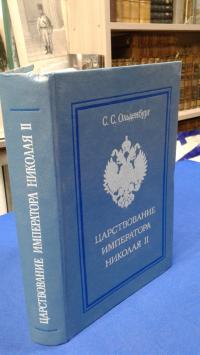 С. С. Ольденбург
ЦАРСТВОВАНИЕ
ИМПЕРАТОРА
НИКОЛАЯ II
ЦАРСТВОВАНИЕ ИМПЕРАТОРА НИКОЛАЯ II